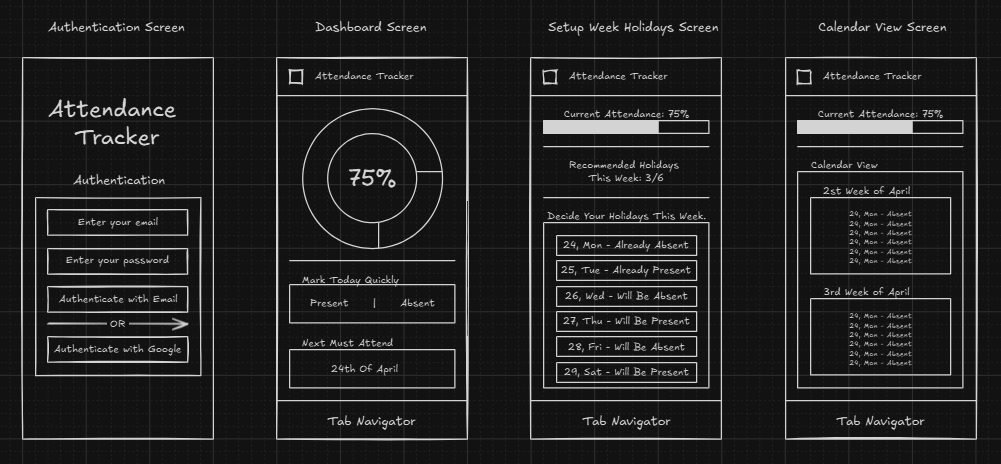 Authentication Screen
Attendance
Tracker
Authentication
Enter your email
Enter your password
Authenticate with Email
OR
Authenticate with Google
Dashboard Screen
Attendance Tracker
75%
Mark Today Quickly
Present | Absent
Next Must Attend
24th Of April
Tab Navigator
Setup Week Holidays Screen
Attendance Tracker
Current Attendance: 75%
Recommended Holidays
This Week: 3/6
Decide Your Holidays This Week.
24, Mon - Already Absent
25, Tue - Already Present
26, Wed - Will Be Absent
27, Thu - Will Be Present
28, Fri - Will Be Absent
29, Sat - Will Be Present
Tab Navigator
Calendar View Screen
Attendance Tracker
Current Attendance: 75%
Calendar View
2st Week of April
24, Mon - Absent
24, Mon - Absent
24, Mon - Absent
24, Mon - Absent
24, Mon - Absent
24, Mon - Absent
3rd Week of April
24, Mon - Absent
24, Mon - Absent
24, Mon - Absent
24, Mon - Absent
24, Mon - Absent
24, Mon - Absent
Tab Navigator